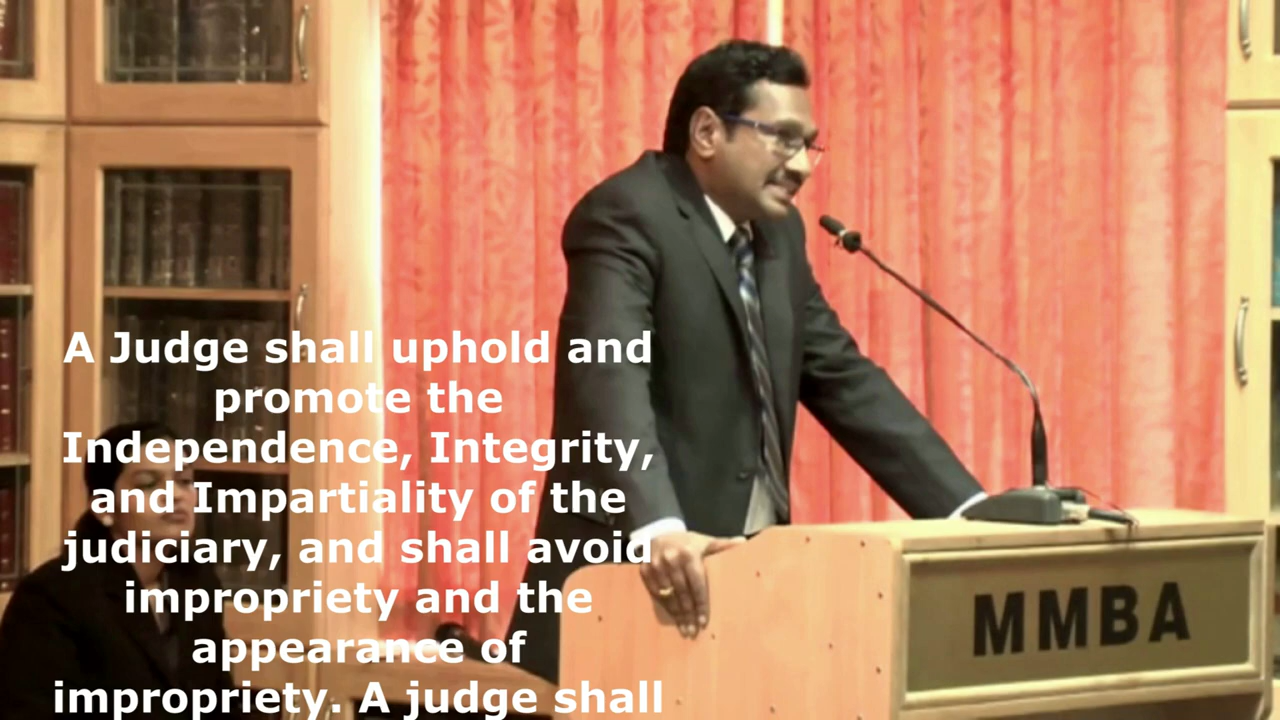 A Judge shall uphold and
promote the
Independence, Integrity,
and Impartiality of the
judiciary, and shall avoid
impropriety and the
appearance of
impropriety. A judge shall
MMBA